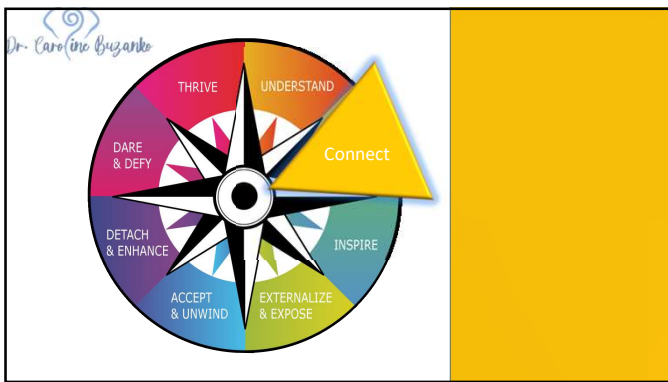 Dr. Caroline Buzanko
THRIVE
UNDERSTAND
Connect
DARE
& DEFY
DETACH
& ENHANCE
INSPIRE
ACCEPT
& UNWIND
EXTERNALIZE
& EXPOSE